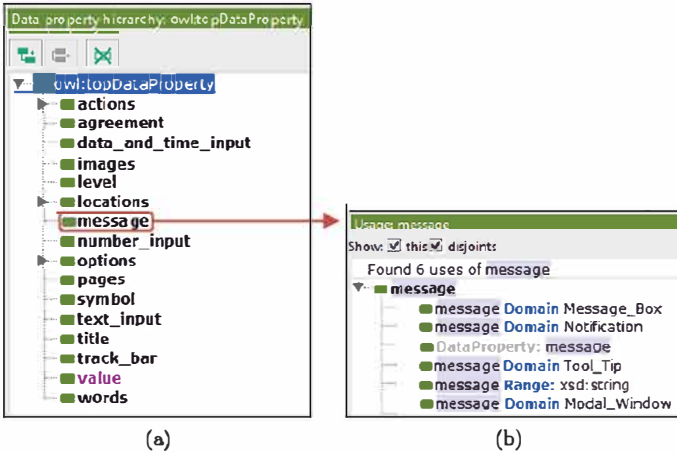 Data property hierarchy: owl:topDataProperty
owl:topDataProperty
actions
agreement
data_and_time_input
images
level
locations
message
number_input
options
pages
symbol
text_input
title
track_bar
value
words
(a)
Usage: message
Show: this disjoints
Found 6 uses of message
message
message Domain Message_Box
message Domain Notification
DataProperty: message
message Domain Tool_Tip
message Range: xsd:string
message Domain Modal_Window
(b)